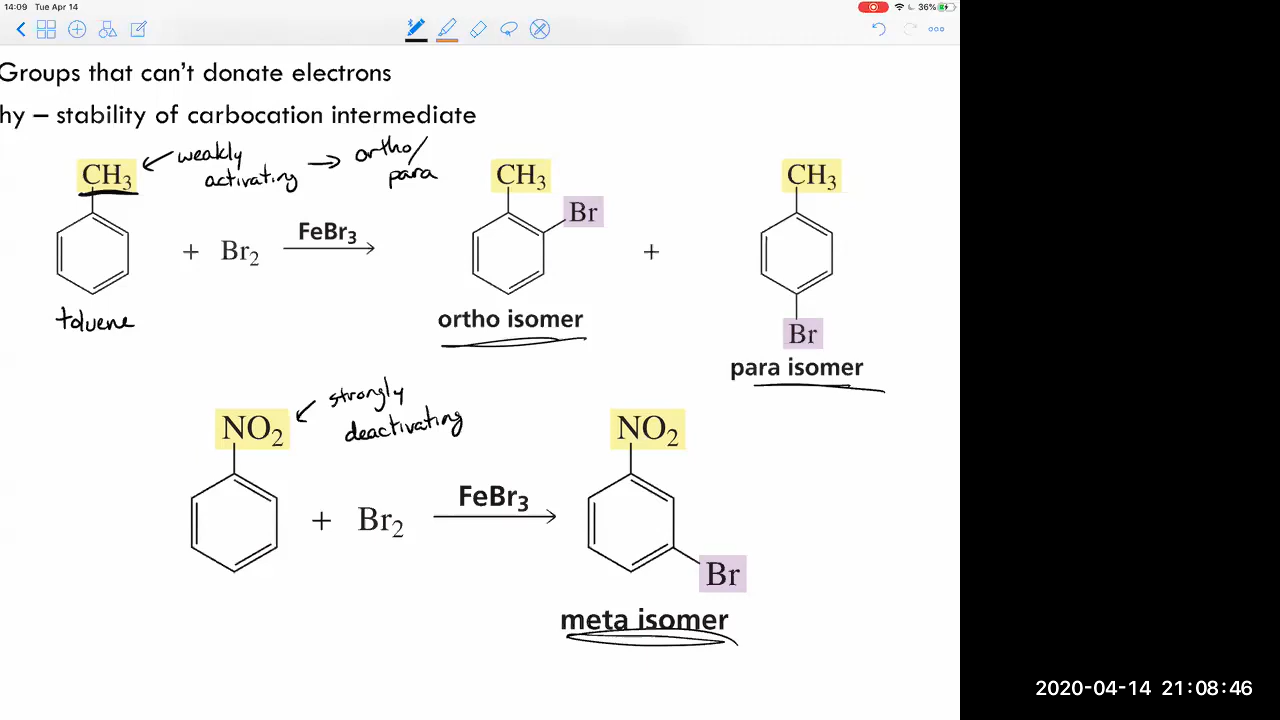 14:09 Tue Apr 14
36%
Groups that can't donate electrons
hy – stability of carbocation intermediate
CH3
weakly
activating → ortho/
para
CH3
Br
CH3
+ Br2
FeBr3
+
toluene
ortho isomer
Br
para isomer
strongly
deactivating
NO2
NO2
+ Br2
FeBr3
Br
meta isomer
2020-04-14 21:08:46